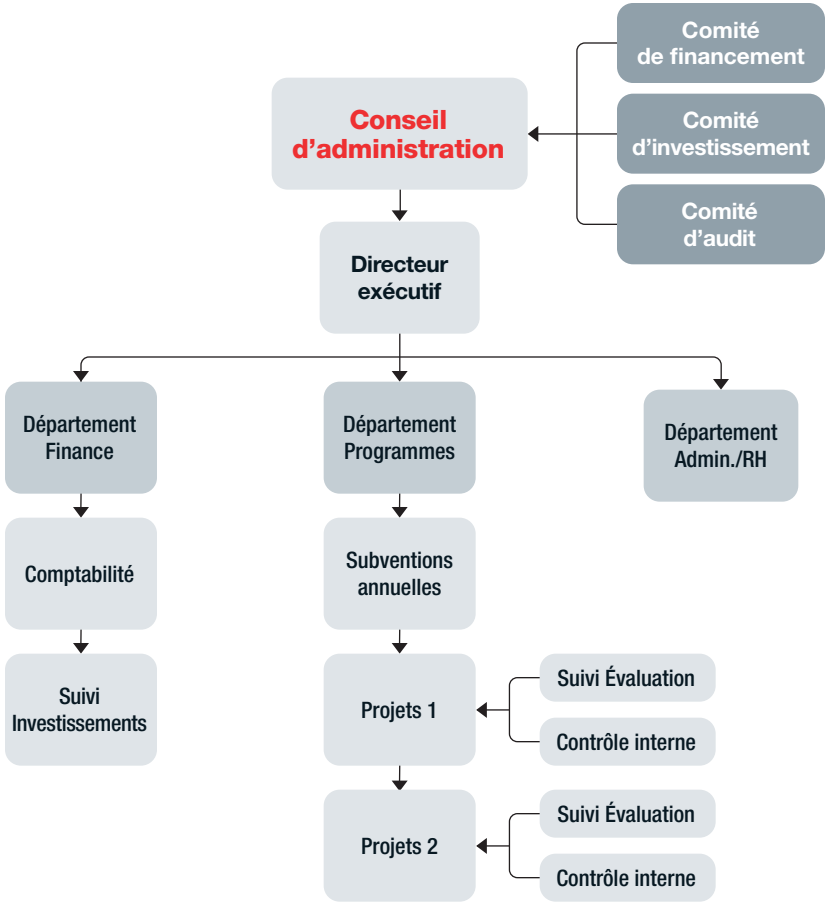 Comité
de financement
Conseil
d’administration
Comité
d’investissement
Comité
d’audit
Directeur
exécutif
Département
Finance
Département
Programmes
Département
Admin./RH
Comptabilité
Subventions
annuelles
Suivi
Investissements
Projets 1
Suivi Évaluation
Contrôle interne
Projets 2
Suivi Évaluation
Contrôle interne